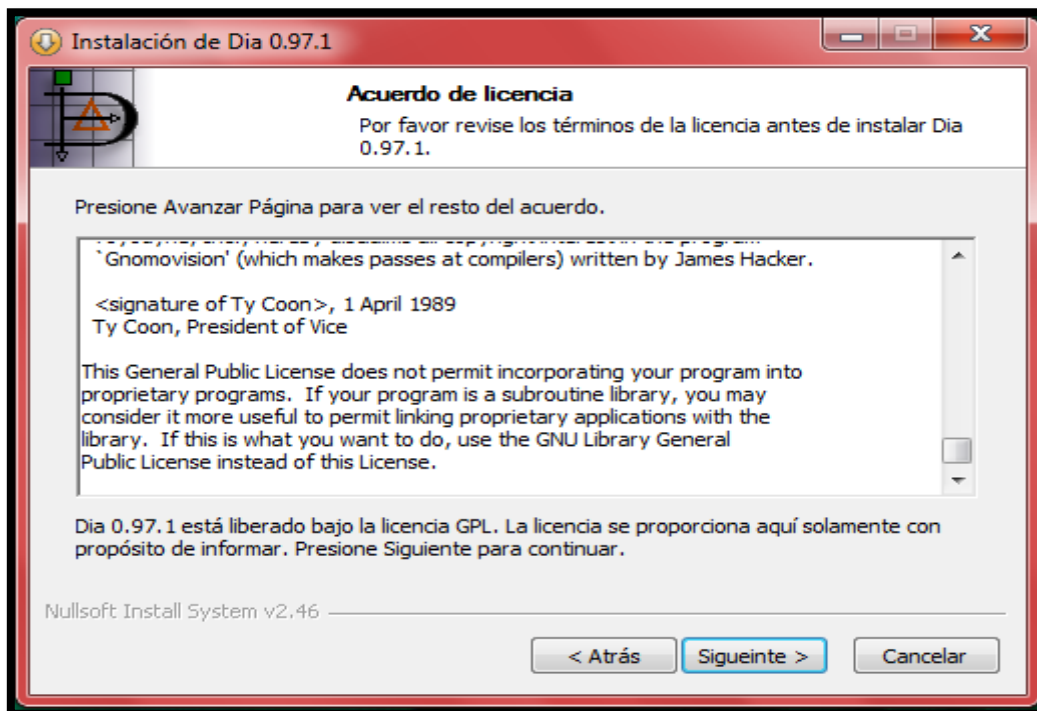 Instalación de Dia 0.97.1
Acuerdo de licencia
Por favor revise los términos de la licencia antes de instalar Dia
0.97.1.
Presione Avanzar Página para ver el resto del acuerdo.
`Gnomovision' (which makes passes at compilers) written by James Hacker.
<signature of Ty Coon>, 1 April 1989
Ty Coon, President of Vice
This General Public License does not permit incorporating your program into
proprietary programs.  If your program is a subroutine library, you may
consider it more useful to permit linking proprietary applications with the
library.  If this is what you want to do, use the GNU Library General
Public License instead of this License.
Dia 0.97.1 está liberado bajo la licencia GPL. La licencia se proporciona aquí solamente con
propósito de informar. Presione Siguiente para continuar.
Nullsoft Install System v2.46
< Atrás
Sigueinte >
Cancelar